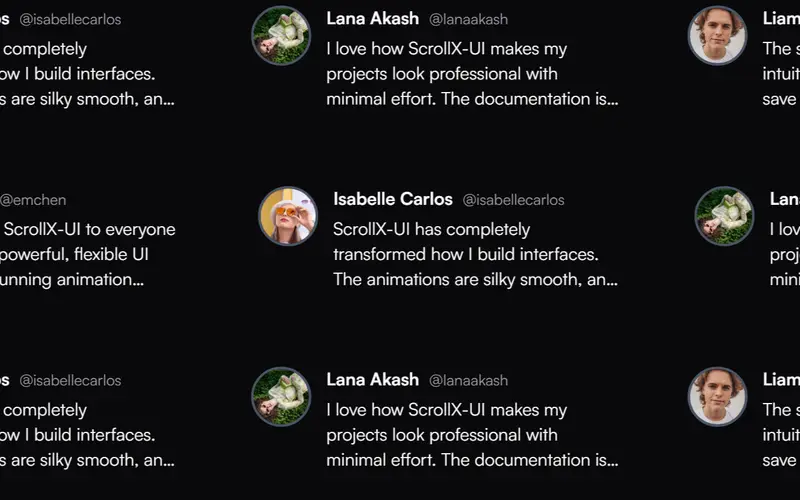 os @isabellecarlos
completely
ow I build interfaces.
s are silky smooth, an...
Lana Akash @lanaakash
I love how ScrollX-UI makes my
projects look professional with
minimal effort. The documentation is...
Liam
The s
intuit
save
@emchen
ScrollX-UI to everyone
powerful, flexible UI
unning animation...
Isabelle Carlos @isabellecarlos
ScrollX-UI has completely
transformed how I build interfaces.
The animations are silky smooth, an...
Lana
I lov
proj
mini
os @isabellecarlos
completely
ow I build interfaces.
s are silky smooth, an...
Lana Akash @lanaakash
I love how ScrollX-UI makes my
projects look professional with
minimal effort. The documentation is...
Liam
The s
intuit
save